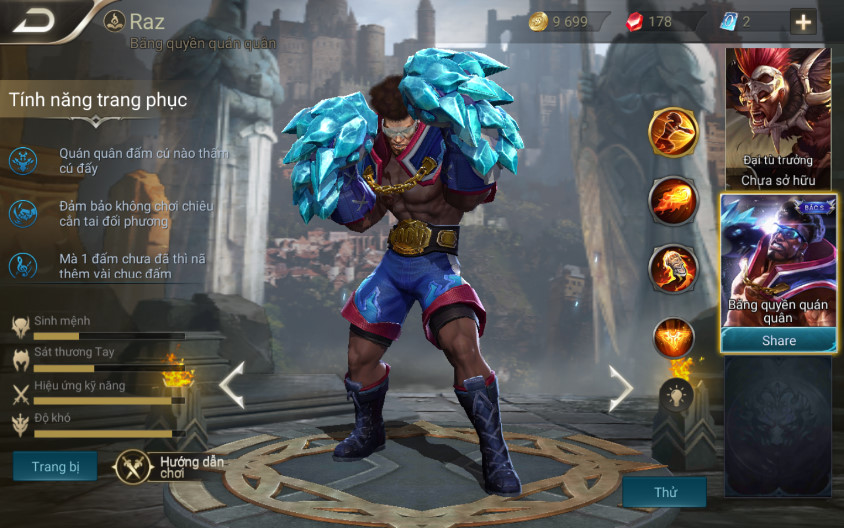 Raz
Băng quyền quán quân
9 699
178
2
Tính năng trang phục
Quán quân đấm cú nào thấm
cú đấy
Đảm bảo không chơi chiêu
cắn tai đối phương
Mà 1 đấm chưa đã thì nã
thêm vài chục đấm
Sinh mệnh
Sát thương Tay
Hiệu ứng kỹ năng
Độ khó
Trang bị
Hướng dẫn
chơi
Đại tù trưởng
Chưa sở hữu
BẬC S
Băng quyền quán
quân
Share
Thử